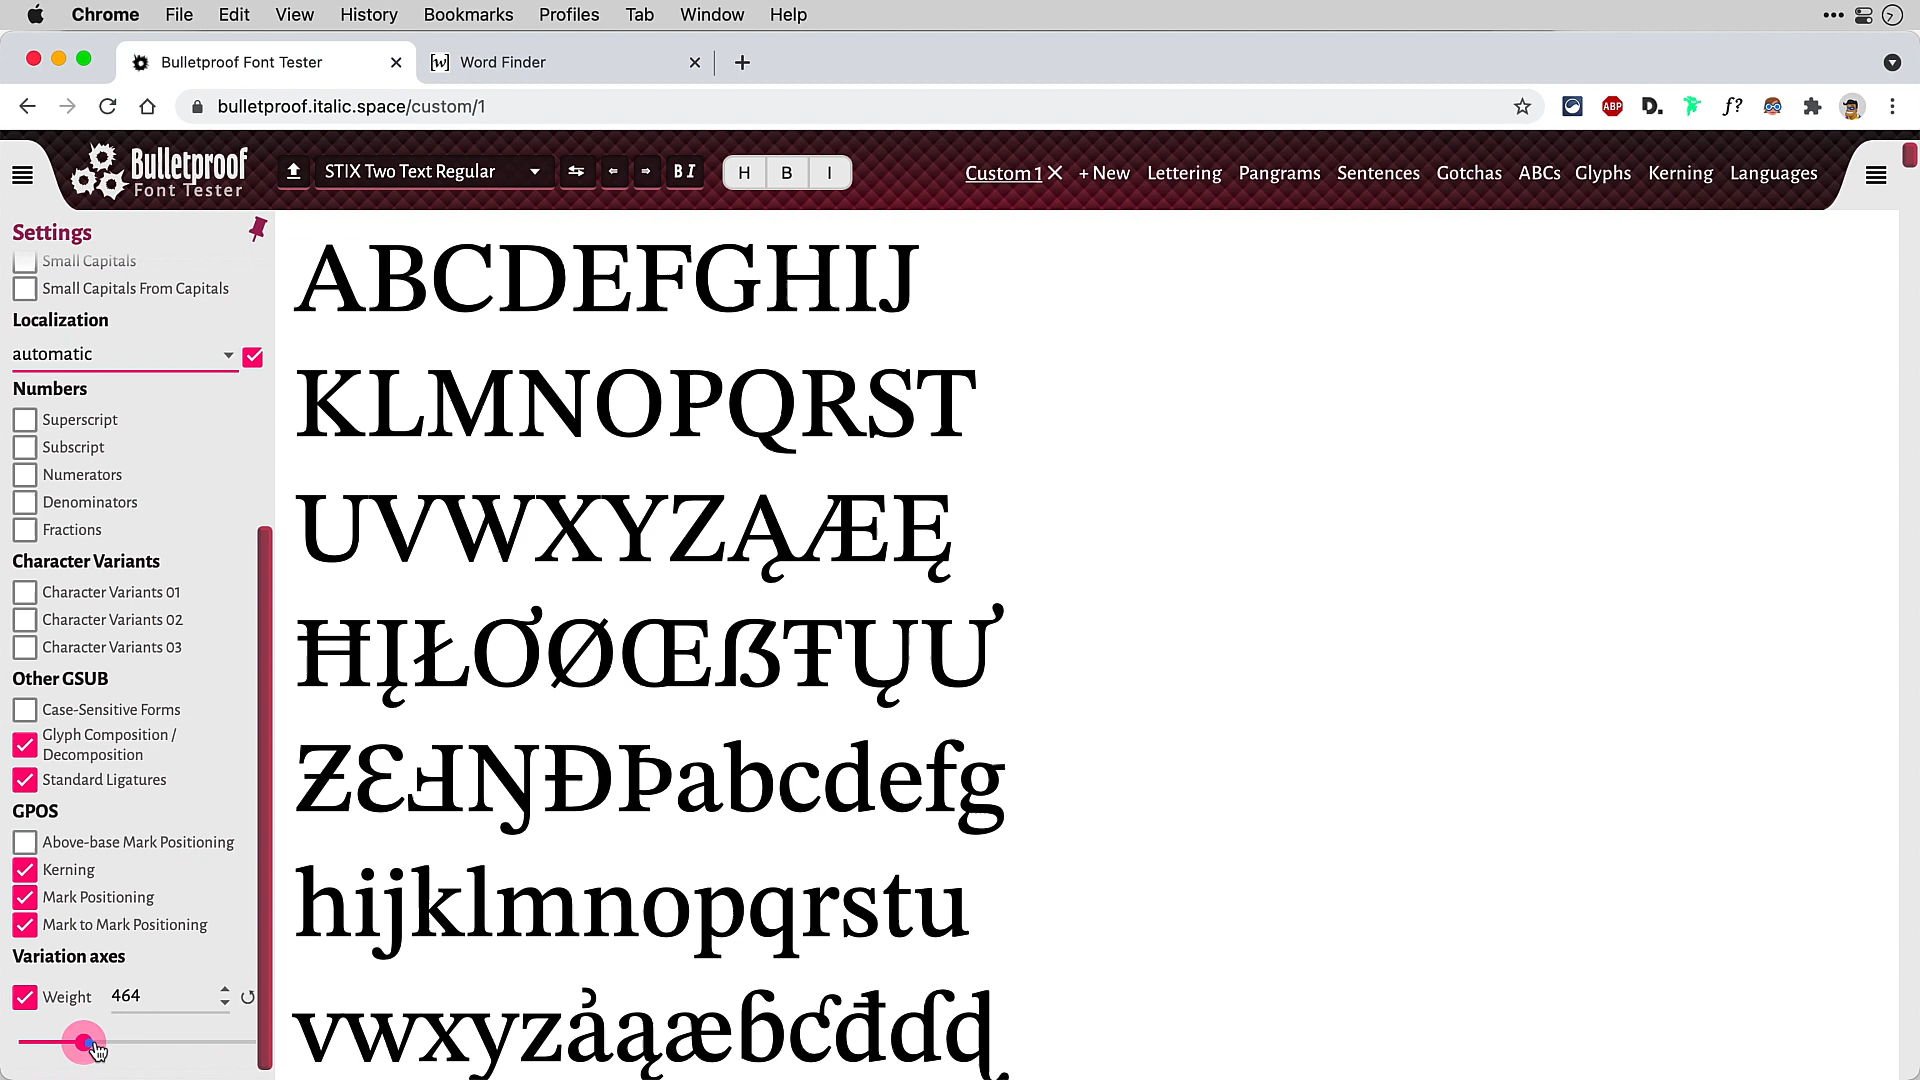 Chrome File Edit View History Bookmarks Profiles Tab Window Help
Bulletproof Font Tester
[w] Word Finder
bulletproof.italic.space/custom/1
ABP
D.
f?
Bulletproof
Font Tester
STIX Two Text Regular
B I
H B I
Custom 1 + New Lettering Pangrams Sentences Gotchas ABCs Glyphs Kerning Languages
Settings
Small Capitals
Small Capitals From Capitals
Localization
automatic
Numbers
Superscript
Subscript
Numerators
Denominators
Fractions
Character Variants
Character Variants 01
Character Variants 02
Character Variants 03
Other GSUB
Case-Sensitive Forms
Glyph Composition /
Decomposition
Standard Ligatures
GPOS
Above-base Mark Positioning
Kerning
Mark Positioning
Mark to Mark Positioning
Variation axes
Weight 464
ABCDEFGHIJ
KLMNOPQRST
UVWXYZĄÆĘ
ĦĮŁƠØŒẞŦŲƯ
ƵƐℲŊĐÞabcdefg
hijklmnopqrstu
vwxyzảąæɓƈđɗɖ